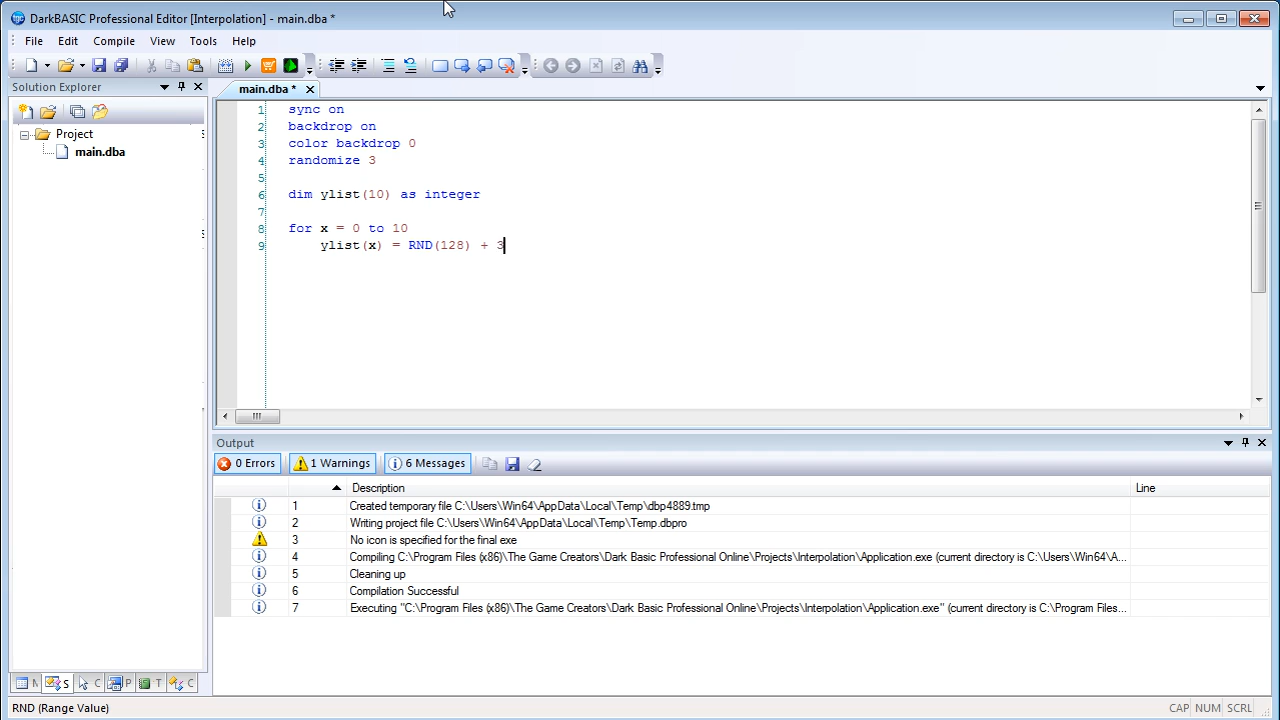 DarkBASIC Professional Editor [Interpolation] - main.dba *
File Edit Compile View Tools Help
Solution Explorer
main.dba *
Project
main.dba
1 sync on
2 backdrop on
3 color backdrop 0
4 randomize 3
5
6 dim ylist(10) as integer
7
8 for x = 0 to 10
9 ylist(x) = RND(128) + 3
Output
0 Errors 1 Warnings 6 Messages
Description Line
1 Created temporary file C:\Users\Win64\AppData\Local\Temp\dbp4889.tmp
2 Writing project file C:\Users\Win64\AppData\Local\Temp\Temp.dbpro
3 No icon is specified for the final exe
4 Compiling C:\Program Files (x86)\The Game Creators\Dark Basic Professional Online\Projects\Interpolation\Application.exe (current directory is C:\Users\Win64\A...
5 Cleaning up
6 Compilation Successful
7 Executing "C:\Program Files (x86)\The Game Creators\Dark Basic Professional Online\Projects\Interpolation\Application.exe" (current directory is C:\Program Files...
S C P T C
RND (Range Value) CAP NUM SCRL